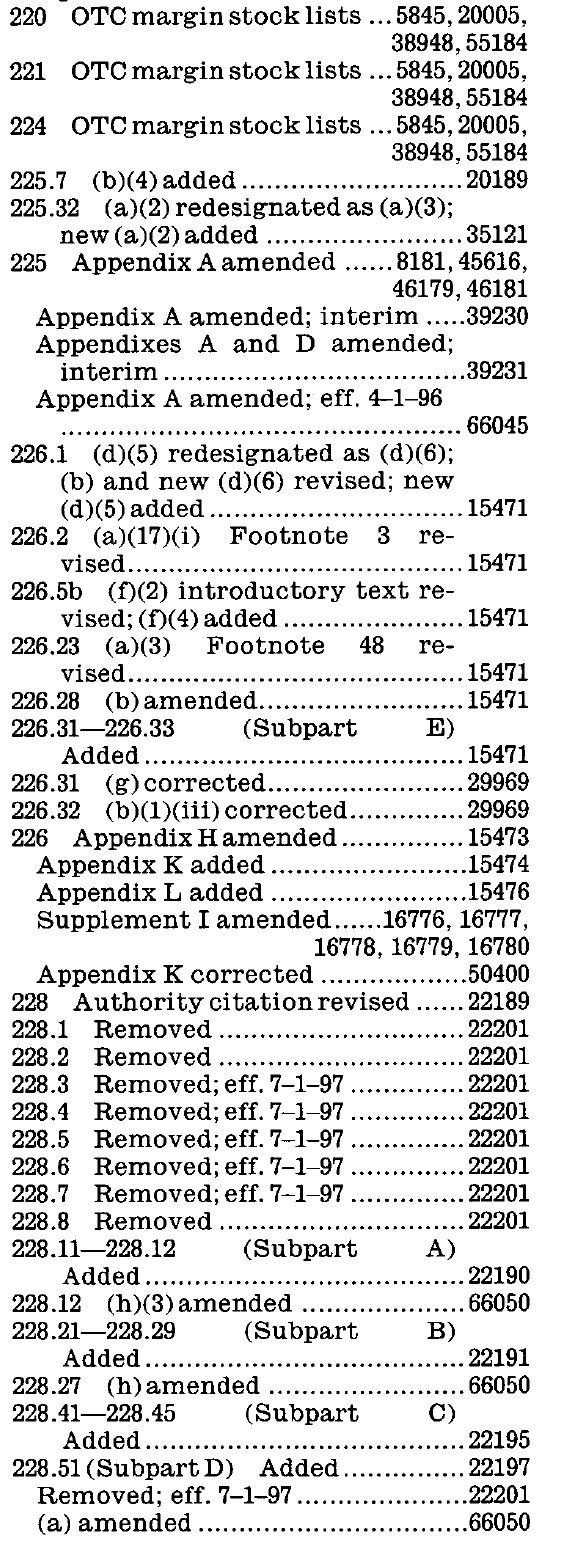 220 OTC margin stock lists ...5845, 20005,
38948, 55184
221 OTC margin stock lists ...5845, 20005,
38948, 55184
224 OTC margin stock lists ...5845, 20005,
38948, 55184
225.7 (b)(4) added ............................20189
225.32 (a)(2) redesignated as (a)(3);
new (a)(2) added .........................35121
225 Appendix A amended ......8181, 45616,
46179, 46181
Appendix A amended; interim .....39230
Appendixes A and D amended;
interim ......................................39231
Appendix A amended; eff. 4–1–96
...................................................66045
226.1 (d)(5) redesignated as (d)(6);
(b) and new (d)(6) revised; new
(d)(5) added ................................15471
226.2 (a)(17)(i) Footnote 3 re-
vised...........................................15471
226.5b (f)(2) introductory text re-
vised; (f)(4) added .......................15471
226.23 (a)(3) Footnote 48 re-
vised...........................................15471
226.28 (b) amended..........................15471
226.31—226.33 (Subpart E)
Added .........................................15471
226.31 (g) corrected.........................29969
226.32 (b)(1)(iii) corrected...............29969
226 Appendix H amended ...............15473
Appendix K added .........................15474
Appendix L added .........................15476
Supplement I amended......16776, 16777,
16778, 16779, 16780
Appendix K corrected ...................50400
228 Authority citation revised ......22189
228.1 Removed ...............................22201
228.2 Removed ...............................22201
228.3 Removed; eff. 7–1–97 ..............22201
228.4 Removed; eff. 7–1–97 ..............22201
228.5 Removed; eff. 7–1–97 ..............22201
228.6 Removed; eff. 7–1–97 ..............22201
228.7 Removed; eff. 7–1–97 ..............22201
228.8 Removed ...............................22201
228.11—228.12 (Subpart A)
Added .........................................22190
228.12 (h)(3) amended .....................66050
228.21—228.29 (Subpart B)
Added .........................................22191
228.27 (h) amended .........................66050
228.41—228.45 (Subpart C)
Added .........................................22195
228.51 (Subpart D) Added ...............22197
Removed; eff. 7–1–97 .....................22201
(a) amended ..................................66050